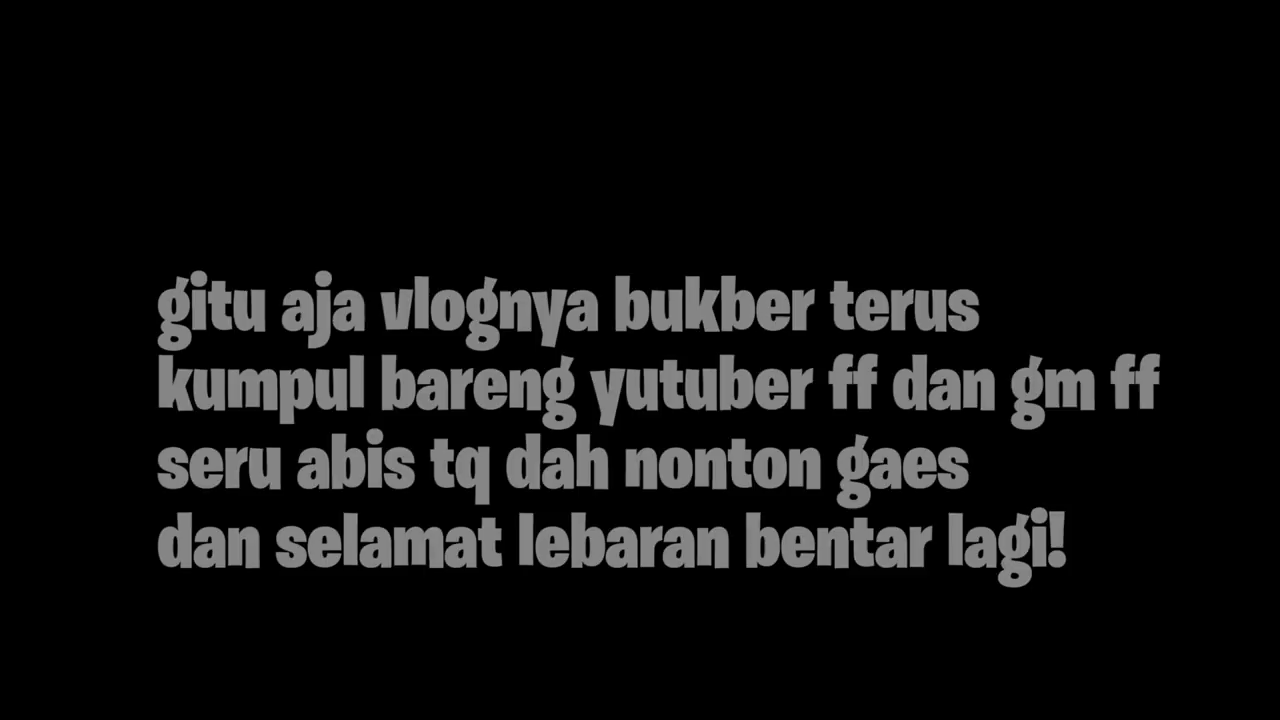 gitu aja vlognya bukber terus
kumpul bareng yutuber ff dan gm ff
seru abis tq dah nonton gaes
dan selamat lebaran bentar lagi!